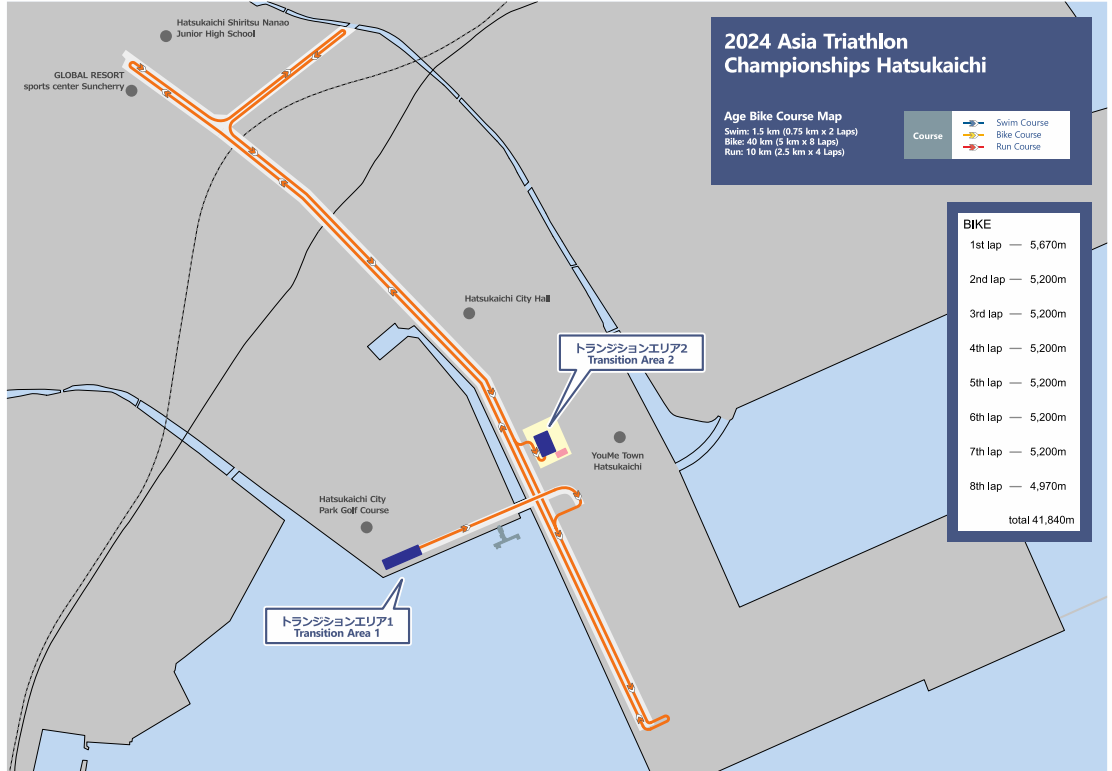 2024 Asia Triathlon
Championships Hatsukaichi
Age Bike Course Map
Swim: 1.5 km (0.75 km x 2 Laps)
Bike: 40 km (5 km x 8 Laps)
Run: 10 km (2.5 km x 4 Laps)
Course
Swim Course
Bike Course
Run Course
Hatsukaichi Shiritsu Nanao
Junior High School
GLOBAL RESORT
sports center Suncherry
Hatsukaichi City Hall
トランジションエリア2
Transition Area 2
YouMe Town
Hatsukaichi
Hatsukaichi City
Park Golf Course
トランジションエリア1
Transition Area 1
BIKE
1st lap — 5,670m
2nd lap — 5,200m
3rd lap — 5,200m
4th lap — 5,200m
5th lap — 5,200m
6th lap — 5,200m
7th lap — 5,200m
8th lap — 4,970m
total 41,840m